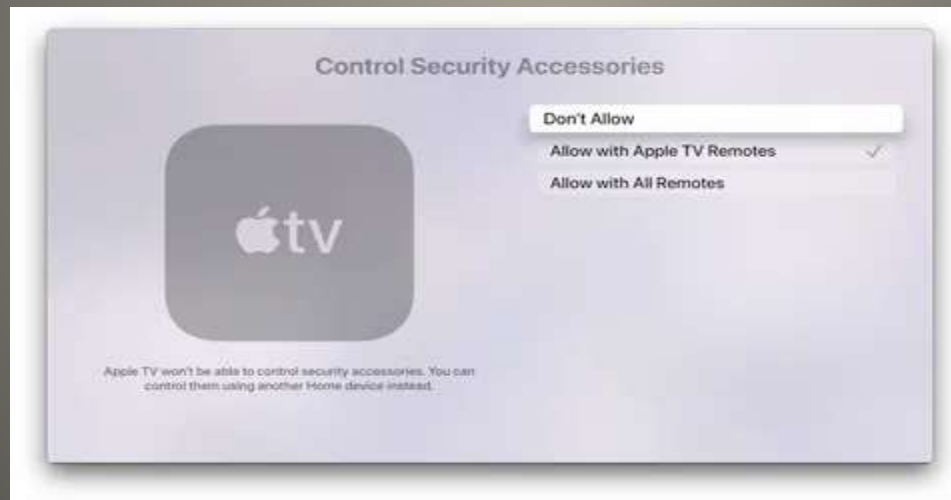 Control Security Accessories
Don't Allow
Allow with Apple TV Remotes
Allow with All Remotes
tv
Apple TV won't be able to control security accessories. You can
control them using another Home device instead.